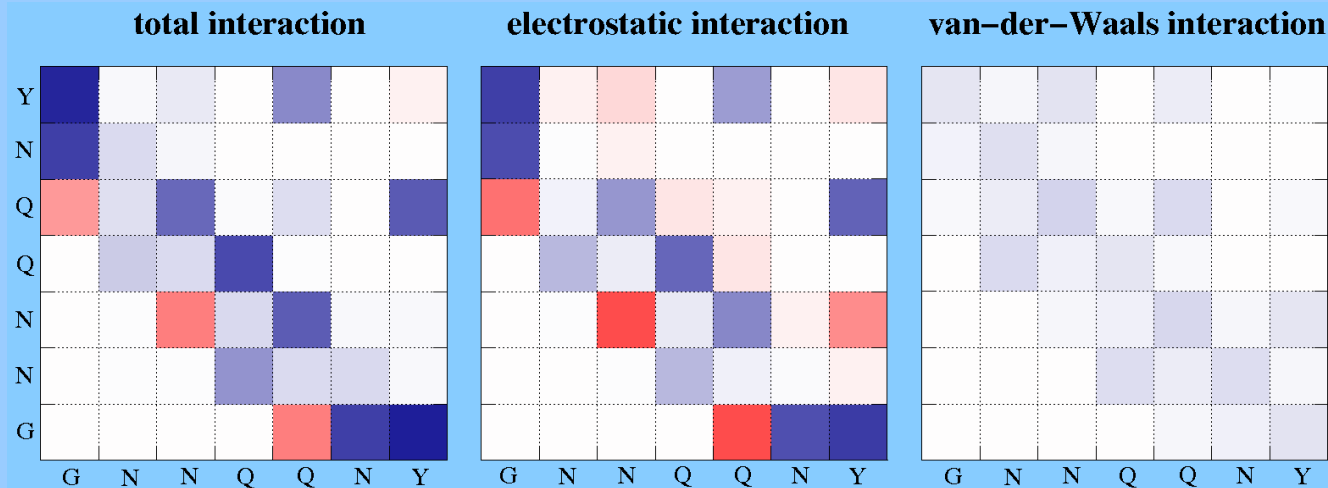 total interaction
electrostatic interaction
van-der-Waals interaction
Y
N
Q
Q
N
N
G
G N N Q Q N Y
G N N Q Q N Y
G N N Q Q N Y